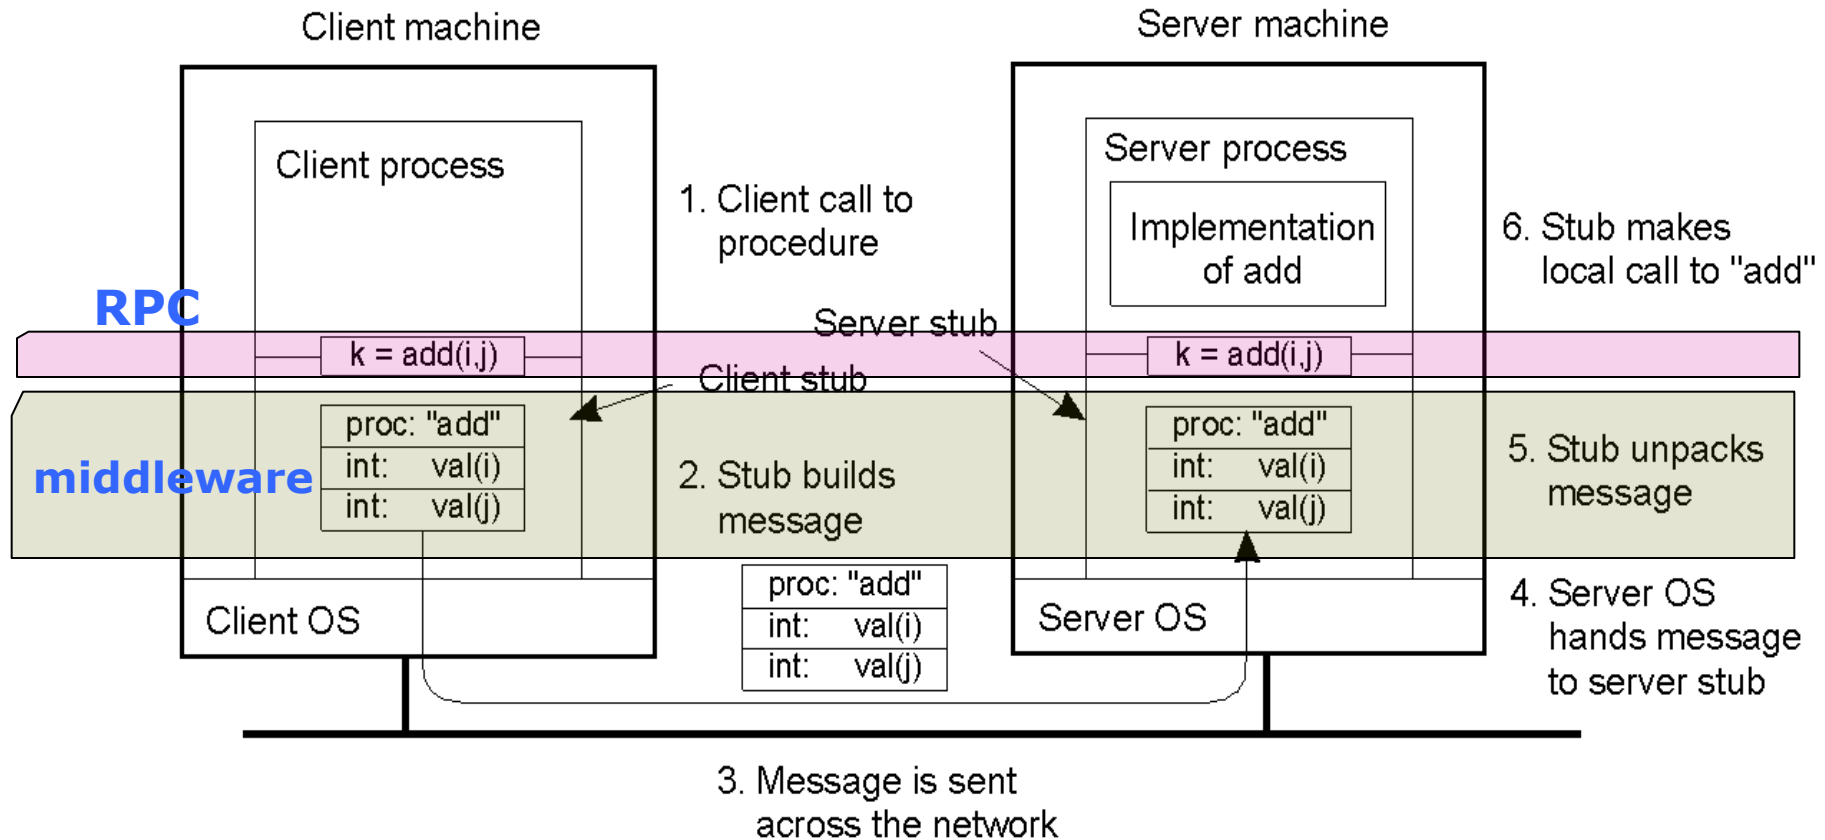 Client machine
Server machine
Client process
Server process
1. Client call to
procedure
Implementation
of add
6. Stub makes
local call to "add"
RPC
Server stub
k = add(i,j)
k = add(i,j)
Client stub
proc: "add"
int: val(i)
int: val(j)
middleware
2. Stub builds
message
proc: "add"
int: val(i)
int: val(j)
5. Stub unpacks
message
proc: "add"
int: val(i)
int: val(j)
Client OS
Server OS
4. Server OS
hands message
to server stub
3. Message is sent
across the network